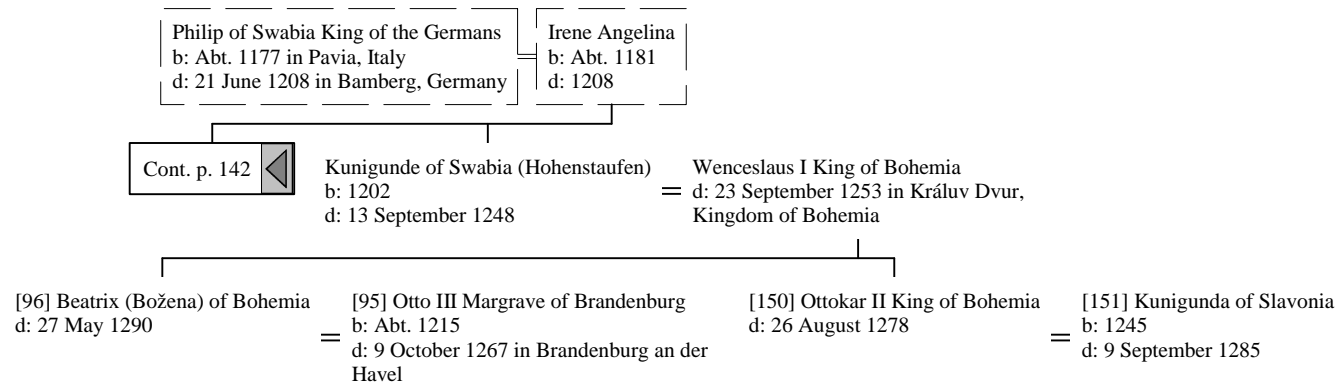 Philip of Swabia King of the Germans
b: Abt. 1177 in Pavia, Italy
d: 21 June 1208 in Bamberg, Germany
=
Irene Angelina
b: Abt. 1181
d: 1208
Cont. p. 142
Kunigunde of Swabia (Hohenstaufen)
b: 1202
d: 13 September 1248
=
Wenceslaus I King of Bohemia
d: 23 September 1253 in Králuv Dvur,
Kingdom of Bohemia
[96] Beatrix (Božena) of Bohemia
d: 27 May 1290
=
[95] Otto III Margrave of Brandenburg
b: Abt. 1215
d: 9 October 1267 in Brandenburg an der
Havel
[150] Ottokar II King of Bohemia
d: 26 August 1278
=
[151] Kunigunda of Slavonia
b: 1245
d: 9 September 1285